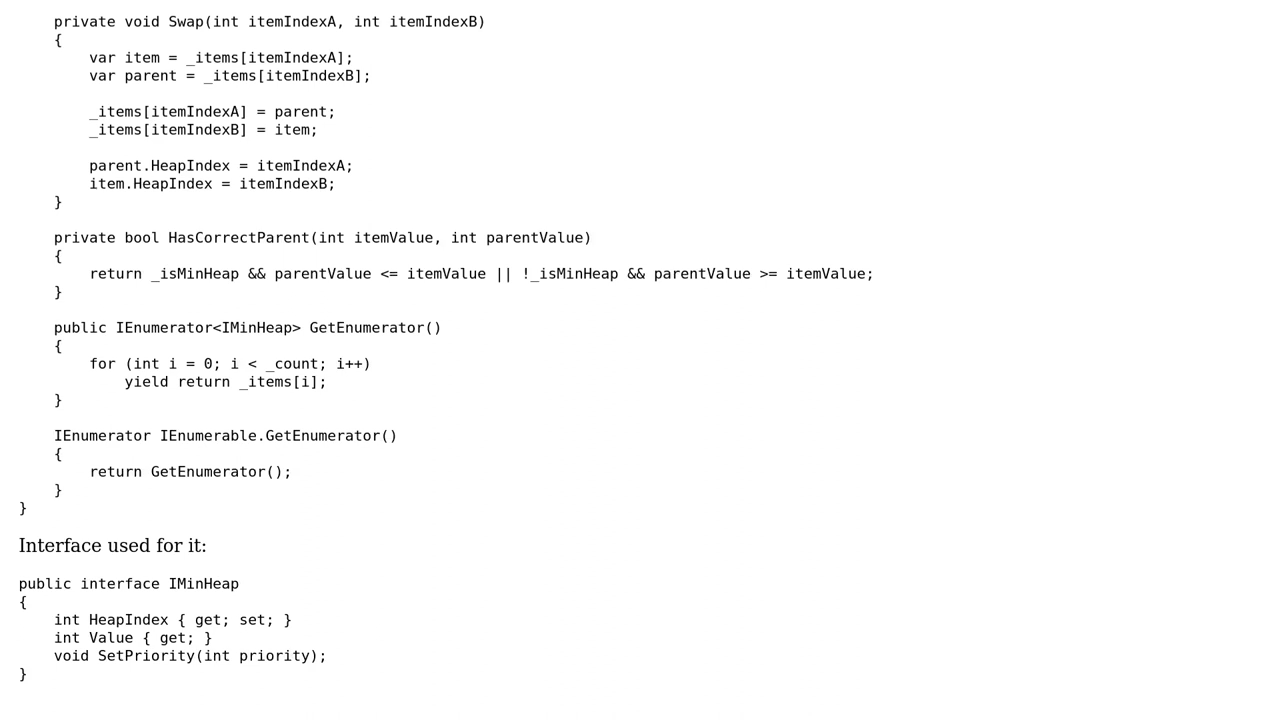 private void Swap(int itemIndexA, int itemIndexB)
    {
        var item = _items[itemIndexA];
        var parent = _items[itemIndexB];

        _items[itemIndexA] = parent;
        _items[itemIndexB] = item;

        parent.HeapIndex = itemIndexA;
        item.HeapIndex = itemIndexB;
    }

    private bool HasCorrectParent(int itemValue, int parentValue)
    {
        return _isMinHeap && parentValue <= itemValue || !_isMinHeap && parentValue >= itemValue;
    }

    public IEnumerator<IMinHeap> GetEnumerator()
    {
        for (int i = 0; i < _count; i++)
            yield return _items[i];
    }

    IEnumerator IEnumerable.GetEnumerator()
    {
        return GetEnumerator();
    }
}

Interface used for it:

public interface IMinHeap
{
    int HeapIndex { get; set; }
    int Value { get; }
    void SetPriority(int priority);
}